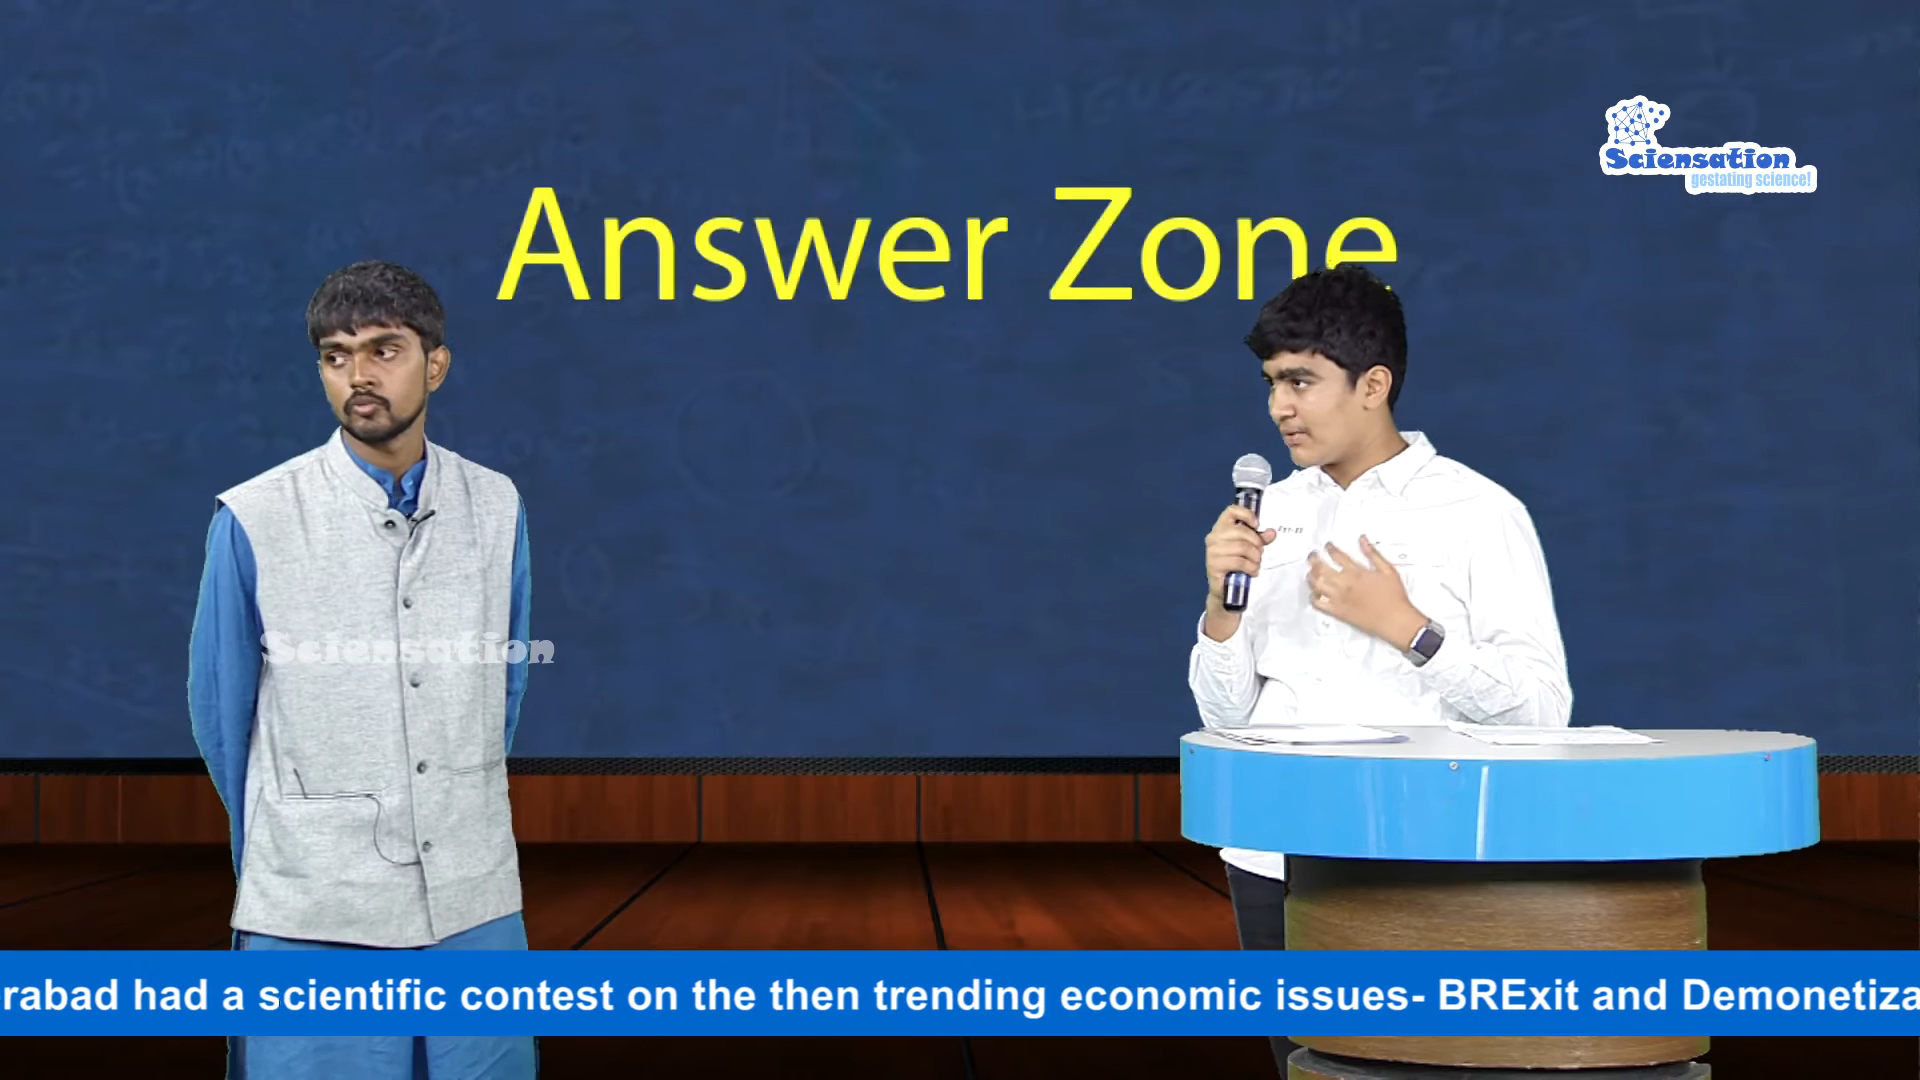 Answer Zone
Sciensation
gestating science!
Sciensation
rabad had a scientific contest on the then trending economic issues- BRExit and Demonetiza